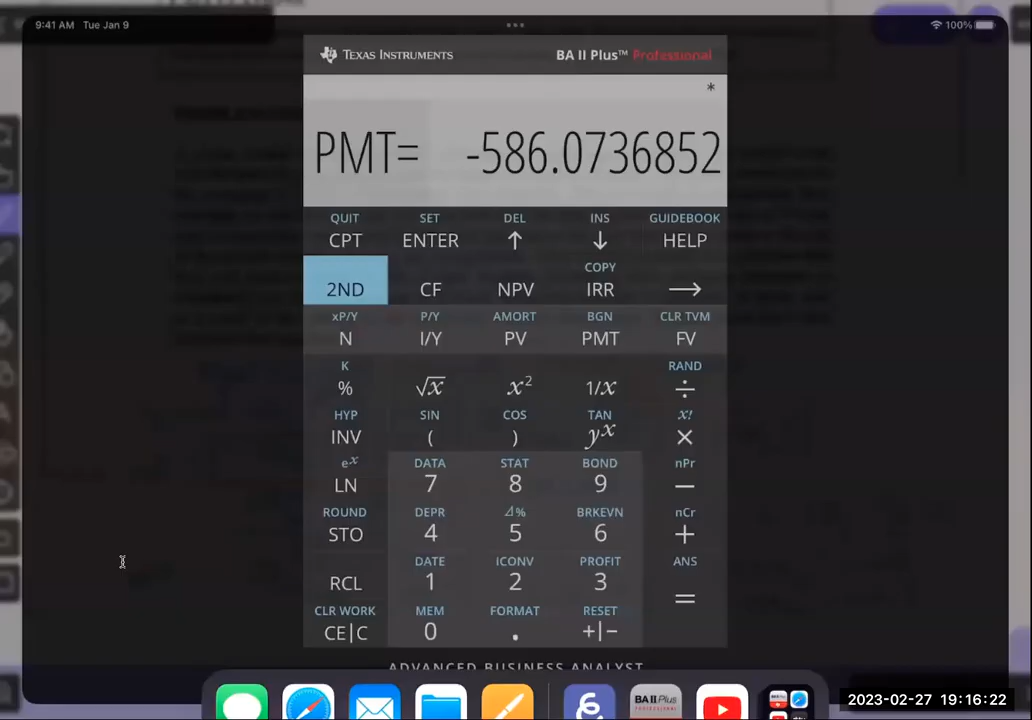 9:41 AM Tue Jan 9
100%
TEXAS INSTRUMENTS BA II Plus™ Professional
*
PMT= -586.0736852
QUIT SET DEL INS GUIDEBOOK
CPT ENTER ↑ ↓ HELP
COPY
2ND CF NPV IRR →
xP/Y P/Y AMORT BGN CLR TVM
N I/Y PV PMT FV
K RAND
% √x x² 1/x ÷
HYP SIN COS TAN x!
INV ( ) yˣ ×
eˣ DATA STAT BOND nPr
LN 7 8 9 −
ROUND DEPR Δ% BRKEVN nCr
STO 4 5 6 +
DATE ICONV PROFIT ANS
RCL 1 2 3 =
CLR WORK MEM FORMAT RESET
CE|C 0 . +|−
ADVANCED BUSINESS ANALYST
BA II Plus
2023-02-27 19:16:22